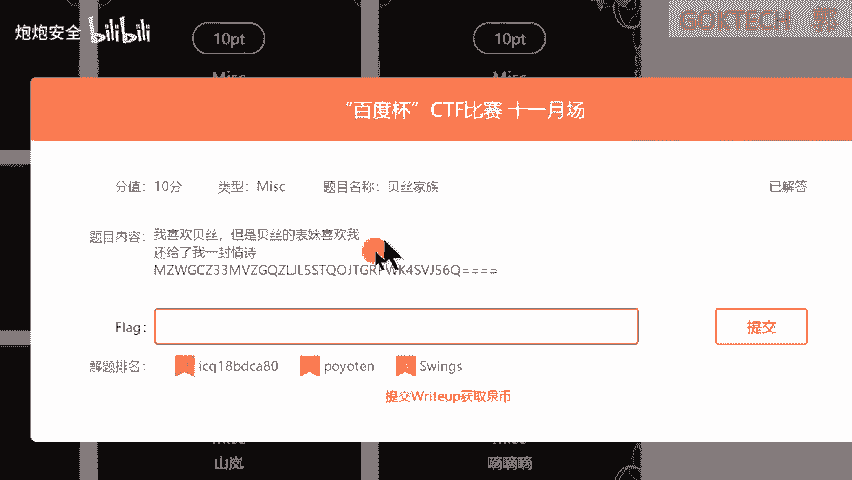 炮炮安全 bilibili
10pt
10pt
GOKTECH
Misc
Misc
“百度杯”CTF比赛 十一月场
分值：10分 类型：Misc 题目名称：贝丝家族 已解答
题目内容：我喜欢贝丝，但是贝丝的表妹喜欢我
还给了我一封情诗
Flag：
提交
解题排名： icq18bdca80 poyoten Swings
提交Writeup获取泉币
山岚
嘀嘀嘀